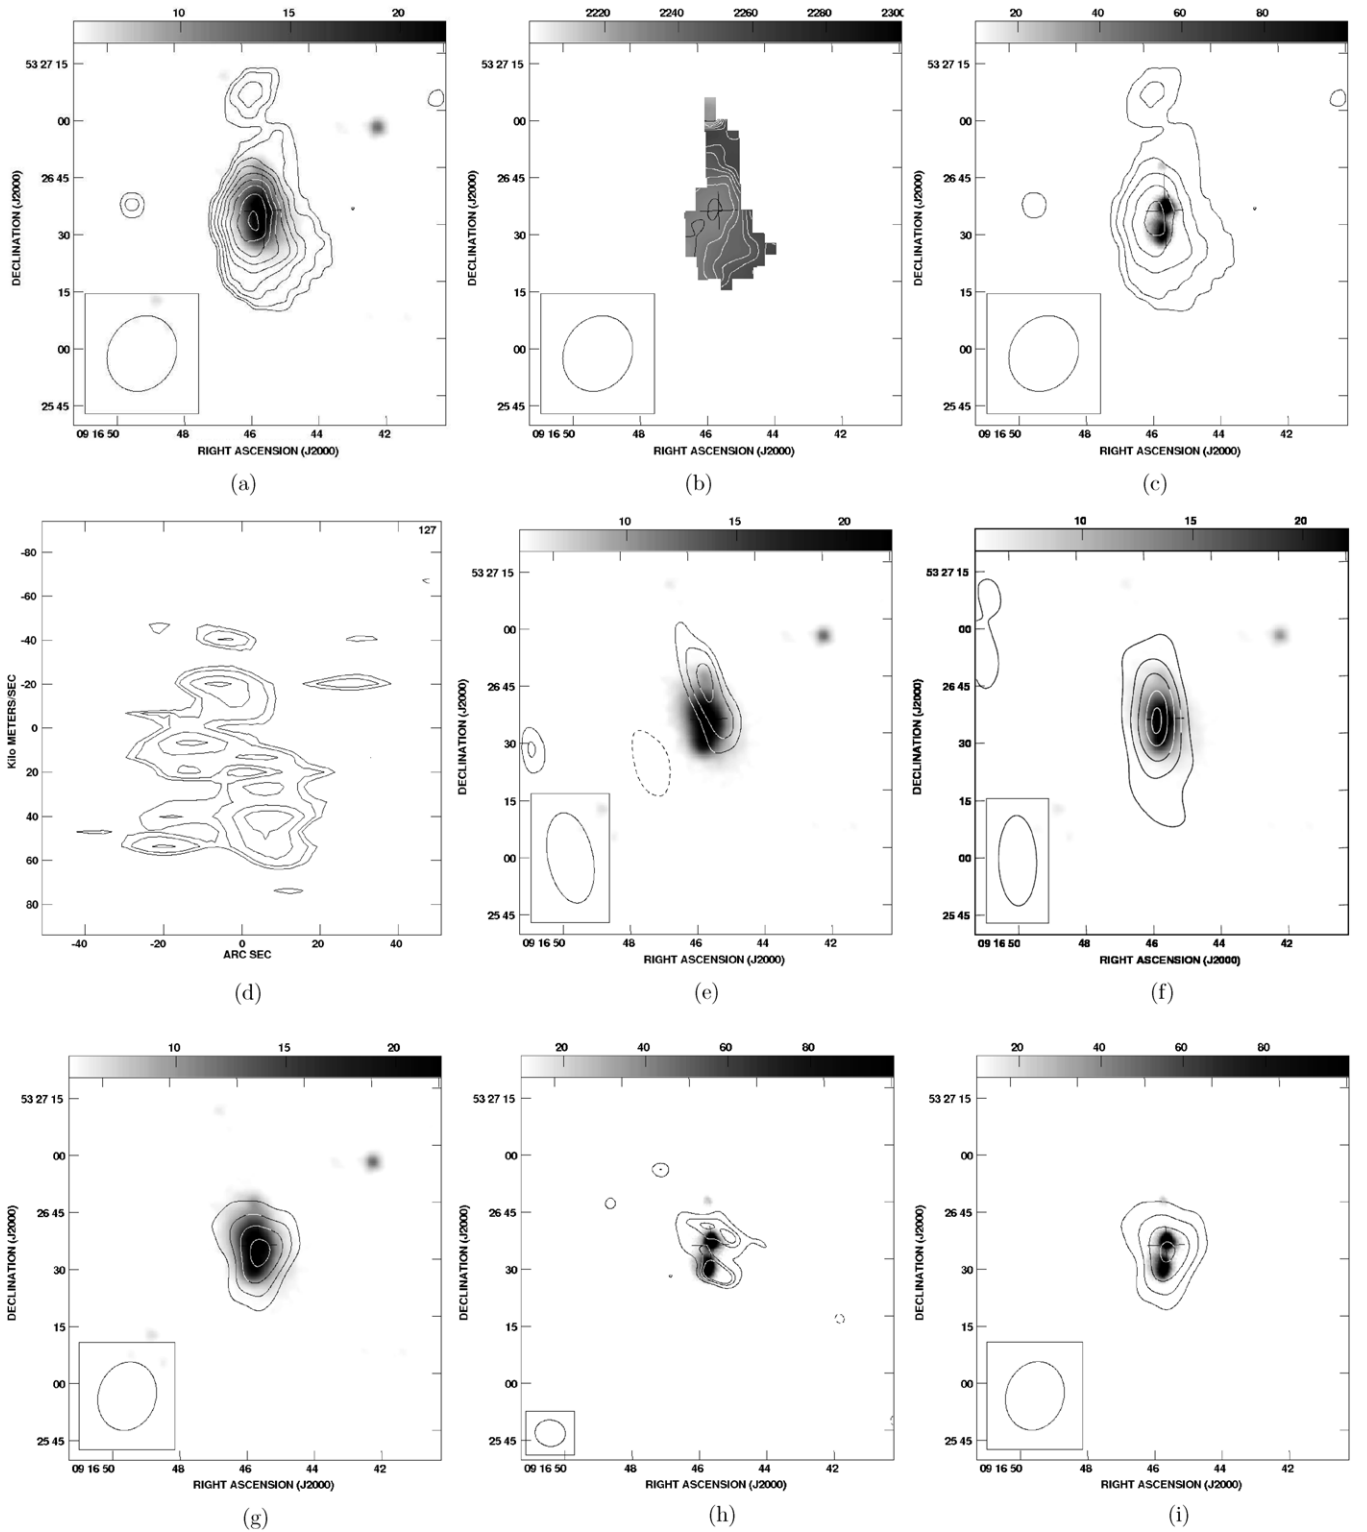 10 15 20
53 27 15
00
26 45
30
15
00
25 45
DECLINATION (J2000)
09 16 50 48 46 44 42
RIGHT ASCENSION (J2000)
(a)
2220 2240 2260 2280 2300
53 27 15
00
26 45
30
15
00
25 45
DECLINATION (J2000)
09 16 50 48 46 44 42
RIGHT ASCENSION (J2000)
(b)
20 40 60 80
53 27 15
00
26 45
30
15
00
25 45
DECLINATION (J2000)
09 16 50 48 46 44 42
RIGHT ASCENSION (J2000)
(c)
127
-80
-60
-40
-20
0
20
40
60
80
Kilo METERS/SEC
-40 -20 0 20 40
ARC SEC
(d)
10 15 20
53 27 15
00
26 45
30
15
00
25 45
DECLINATION (J2000)
09 16 50 48 46 44 42
RIGHT ASCENSION (J2000)
(e)
10 15 20
53 27 15
00
26 45
30
15
00
25 45
DECLINATION (J2000)
09 16 50 48 46 44 42
RIGHT ASCENSION (J2000)
(f)
10 15 20
53 27 15
00
26 45
30
15
00
25 45
DECLINATION (J2000)
09 16 50 48 46 44 42
RIGHT ASCENSION (J2000)
(g)
20 40 60 80
53 27 15
00
26 45
30
15
00
25 45
DECLINATION (J2000)
09 16 50 48 46 44 42
RIGHT ASCENSION (J2000)
(h)
20 40 60 80
53 27 15
00
26 45
30
15
00
25 45
DECLINATION (J2000)
09 16 50 48 46 44 42
RIGHT ASCENSION (J2000)
(i)